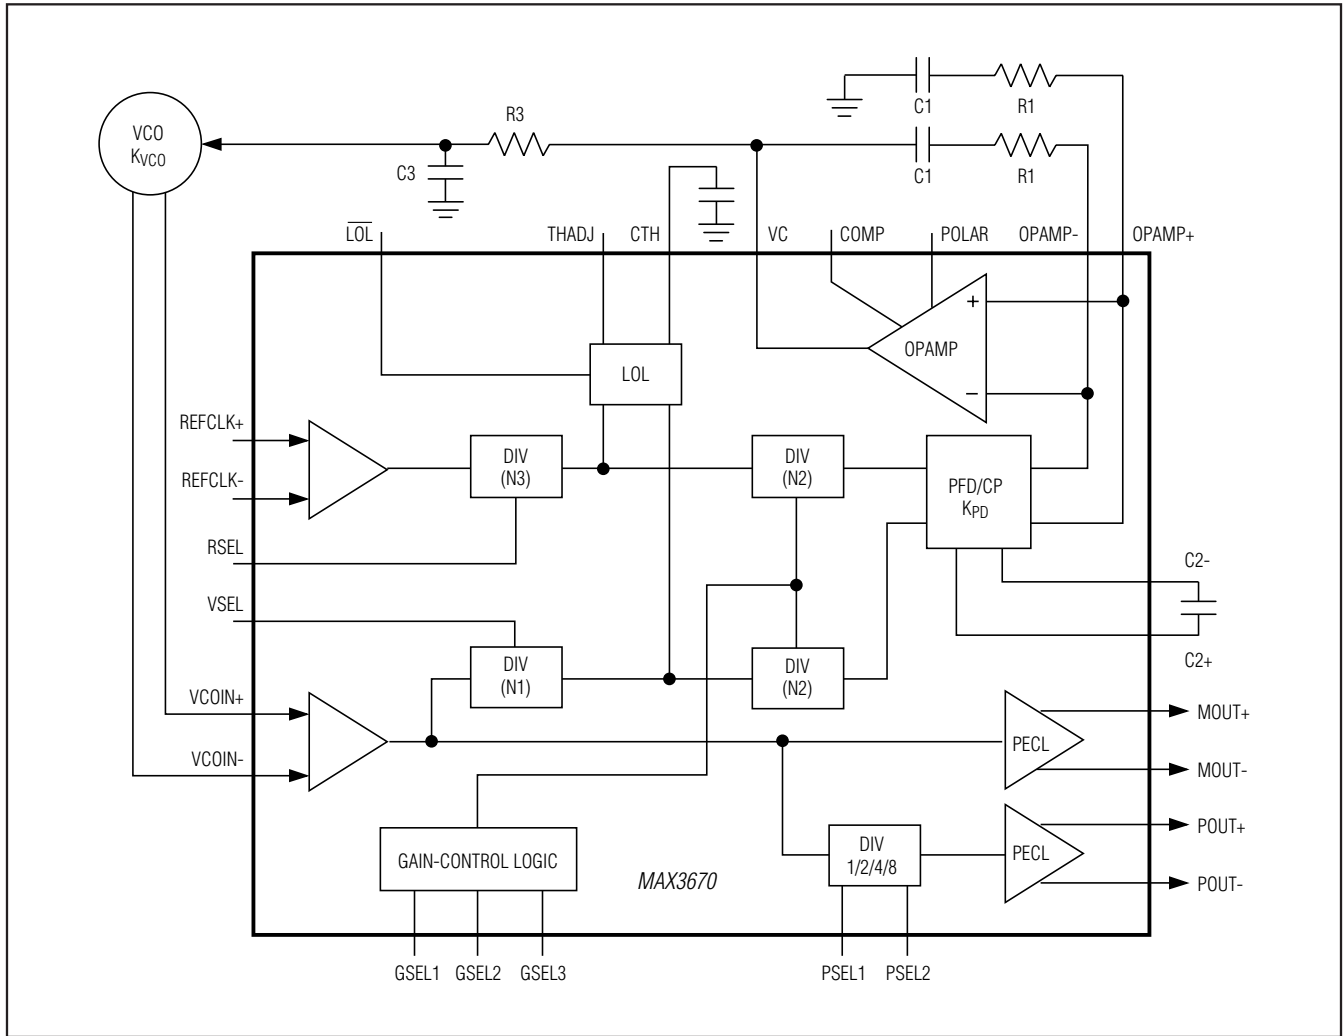 C1
R1
R3
VCO
KVCO
C3
C1
R1
LOL
THADJ
CTH
VC
COMP
POLAR
OPAMP-
OPAMP+
+
OPAMP
−
LOL
REFCLK+
REFCLK-
DIV
(N3)
DIV
(N2)
PFD/CP
KPD
RSEL
C2-
VSEL
DIV
(N1)
DIV
(N2)
C2+
VCOIN+
MOUT+
PECL
VCOIN-
MOUT-
POUT+
GAIN-CONTROL LOGIC
DIV
1/2/4/8
PECL
MAX3670
POUT-
GSEL1
GSEL2
GSEL3
PSEL1
PSEL2